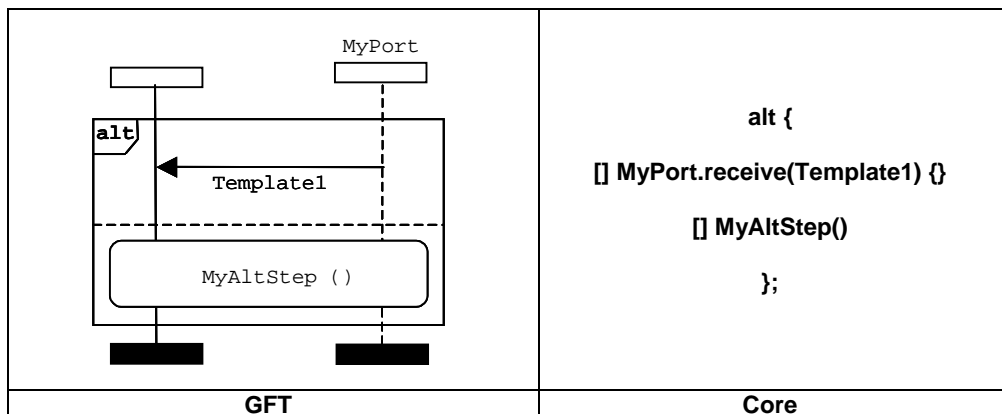 MyPort
alt
Template1
MyAltStep ()
alt {
[] MyPort.receive(Template1) {}
[] MyAltStep()
};
GFT
Core